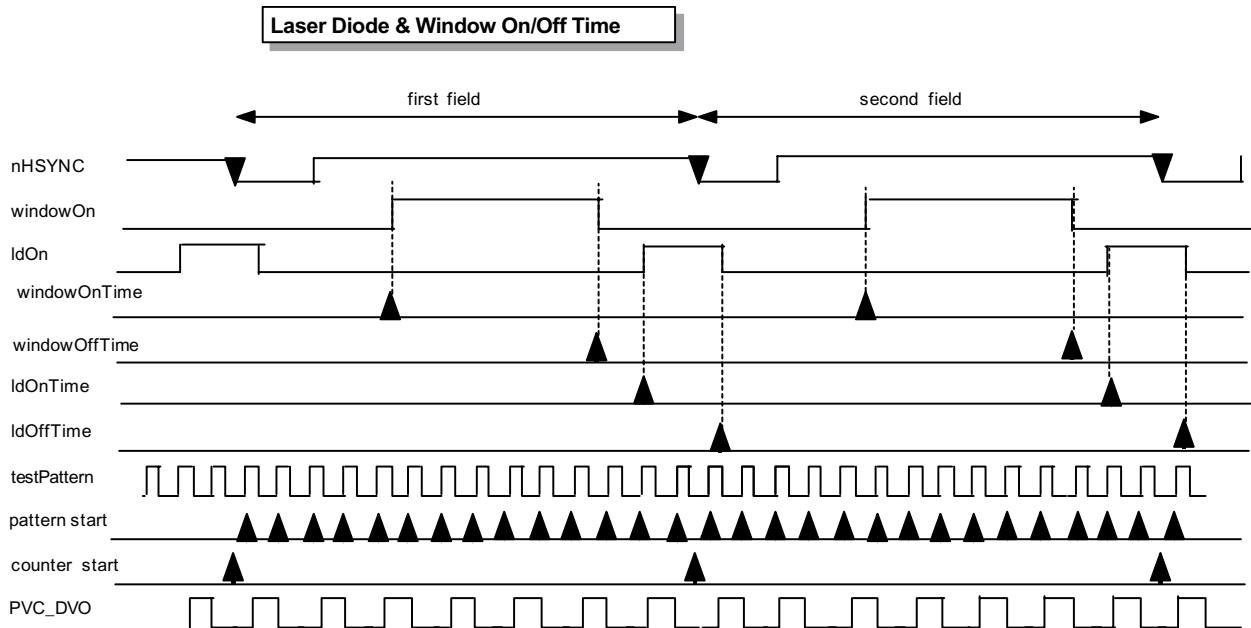 Laser Diode & Window On/Off Time
first field
second field
nHSYNC
windowOn
ldOn
windowOnTime
windowOffTime
ldOnTime
ldOffTime
testPattern
pattern start
counter start
PVC_DVO